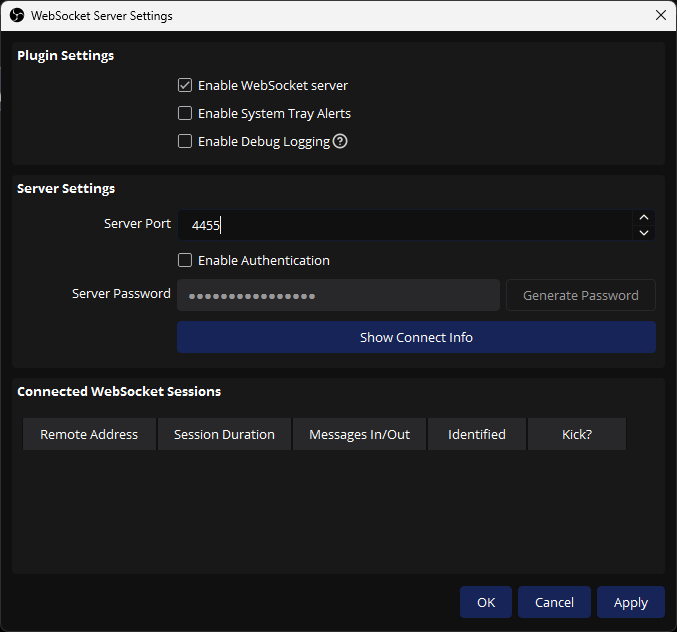 WebSocket Server Settings
Plugin Settings
Enable WebSocket server
Enable System Tray Alerts
Enable Debug Logging ?
Server Settings
Server Port 4455
Enable Authentication
Server Password ●●●●●●●●●●●●●●●● Generate Password
Show Connect Info
Connected WebSocket Sessions
Remote Address Session Duration Messages In/Out Identified Kick?
OK Cancel Apply